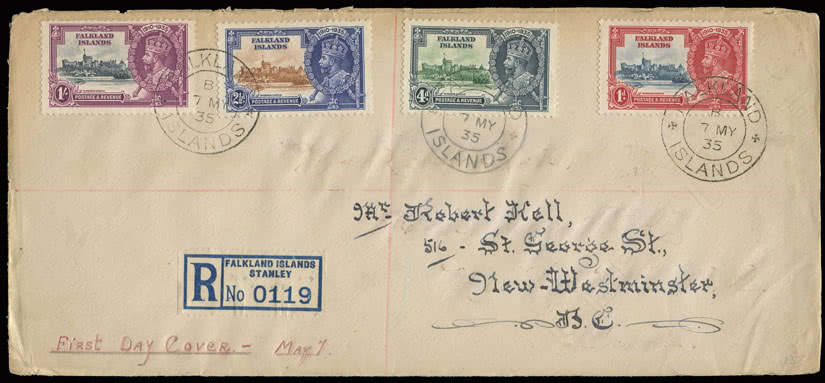 FALKLAND ISLANDS
1910-1935
1/-
POSTAGE & REVENUE
FALKLAND ISLANDS
1910-1935
2½d
POSTAGE & REVENUE
FALKLAND ISLANDS
1910-1935
4d
POSTAGE & REVENUE
FALKLAND ISLANDS
1910-1935
1d
POSTAGE & REVENUE
FALKLAND
B
7 MY
35
ISLANDS
7 MY
35
ISLANDS
FALKLAND
B
7 MY
35
ISLANDS
Mr Robert Kell,
516 - St. George St.,
New-Westminster,
B.C.
R
FALKLAND ISLANDS
STANLEY
No 0119
First Day Cover. - May 7.